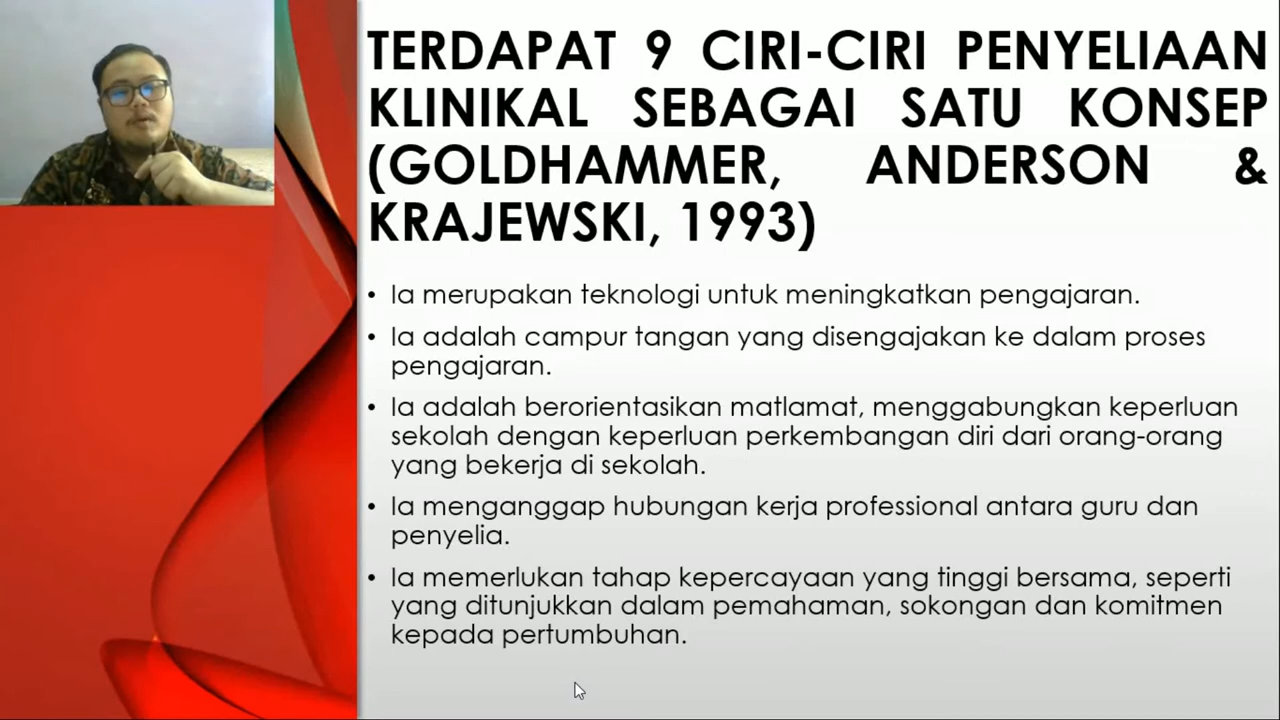 TERDAPAT 9 CIRI-CIRI PENYELIAAN
KLINIKAL SEBAGAI SATU KONSEP
(GOLDHAMMER, ANDERSON &
KRAJEWSKI, 1993)
• Ia merupakan teknologi untuk meningkatkan pengajaran.
• Ia adalah campur tangan yang disengajakan ke dalam proses
pengajaran.
• Ia adalah berorientasikan matlamat, menggabungkan keperluan
sekolah dengan keperluan perkembangan diri dari orang-orang
yang bekerja di sekolah.
• Ia menganggap hubungan kerja professional antara guru dan
penyelia.
• Ia memerlukan tahap kepercayaan yang tinggi bersama, seperti
yang ditunjukkan dalam pemahaman, sokongan dan komitmen
kepada pertumbuhan.